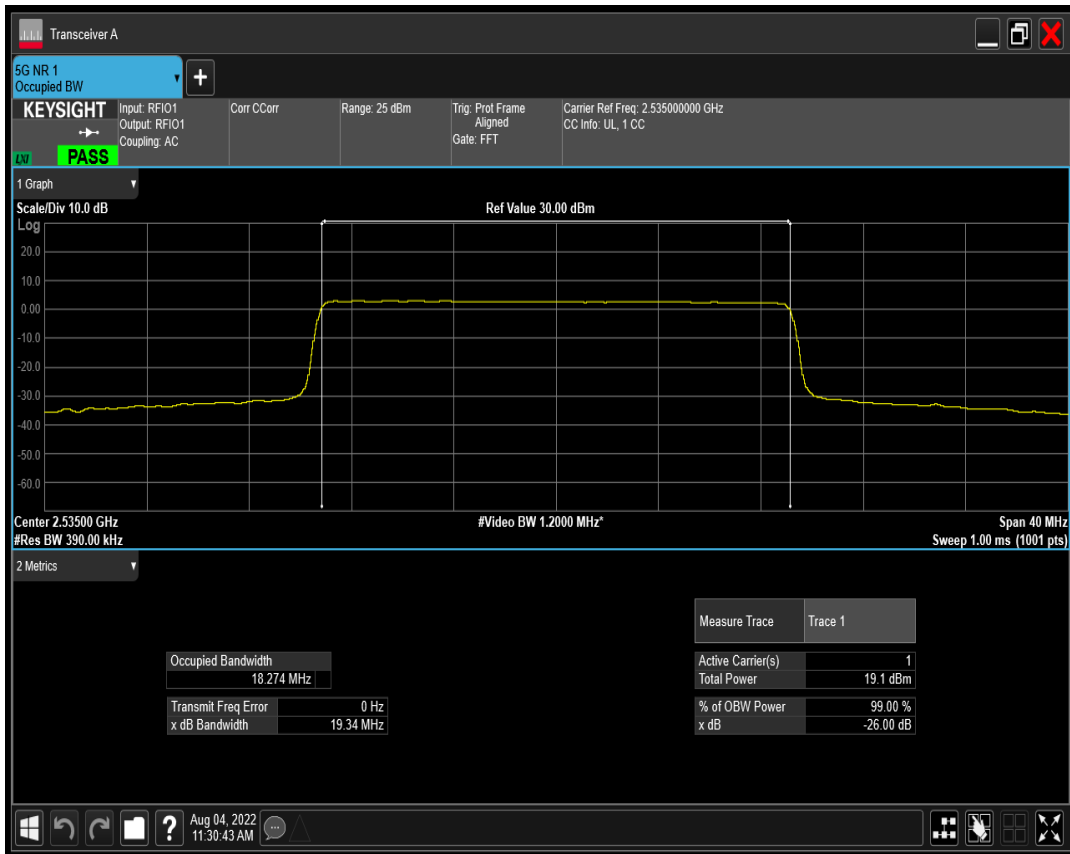 Transceiver A
5G NR 1
Occupied BW
KEYSIGHT
LXI
PASS
Input: RFIO1
Output: RFIO1
Coupling: AC
Corr CCorr
Range: 25 dBm
Trig: Prot Frame
Aligned
Gate: FFT
Carrier Ref Freq: 2.535000000 GHz
CC Info: UL, 1 CC
1 Graph
Scale/Div 10.0 dB
Ref Value 30.00 dBm
Log
20.0
10.0
0.00
-10.0
-20.0
-30.0
-40.0
-50.0
-60.0
Center 2.53500 GHz
#Video BW 1.2000 MHz*
Span 40 MHz
#Res BW 390.00 kHz
Sweep 1.00 ms (1001 pts)
2 Metrics
Measure Trace Trace 1
Occupied Bandwidth
18.274 MHz
Active Carrier(s) 1
Total Power 19.1 dBm
Transmit Freq Error 0 Hz
x dB Bandwidth 19.34 MHz
% of OBW Power 99.00 %
x dB -26.00 dB
Aug 04, 2022
11:30:43 AM